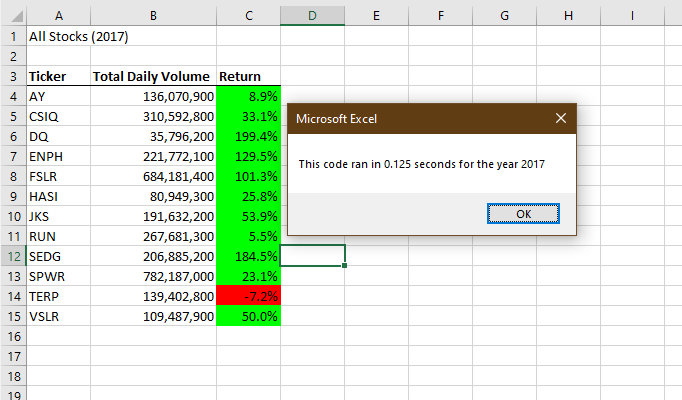 A B C D E F G H I
1 All Stocks (2017)
2
3 Ticker Total Daily Volume Return
4 AY 136,070,900 8.9%
5 CSIQ 310,592,800 33.1%
6 DQ 35,796,200 199.4%
7 ENPH 221,772,100 129.5%
8 FSLR 684,181,400 101.3%
9 HASI 80,949,300 25.8%
10 JKS 191,632,200 53.9%
11 RUN 267,681,300 5.5%
12 SEDG 206,885,200 184.5%
13 SPWR 782,187,000 23.1%
14 TERP 139,402,800 -7.2%
15 VSLR 109,487,900 50.0%
16
17
18
19
Microsoft Excel
This code ran in 0.125 seconds for the year 2017
OK